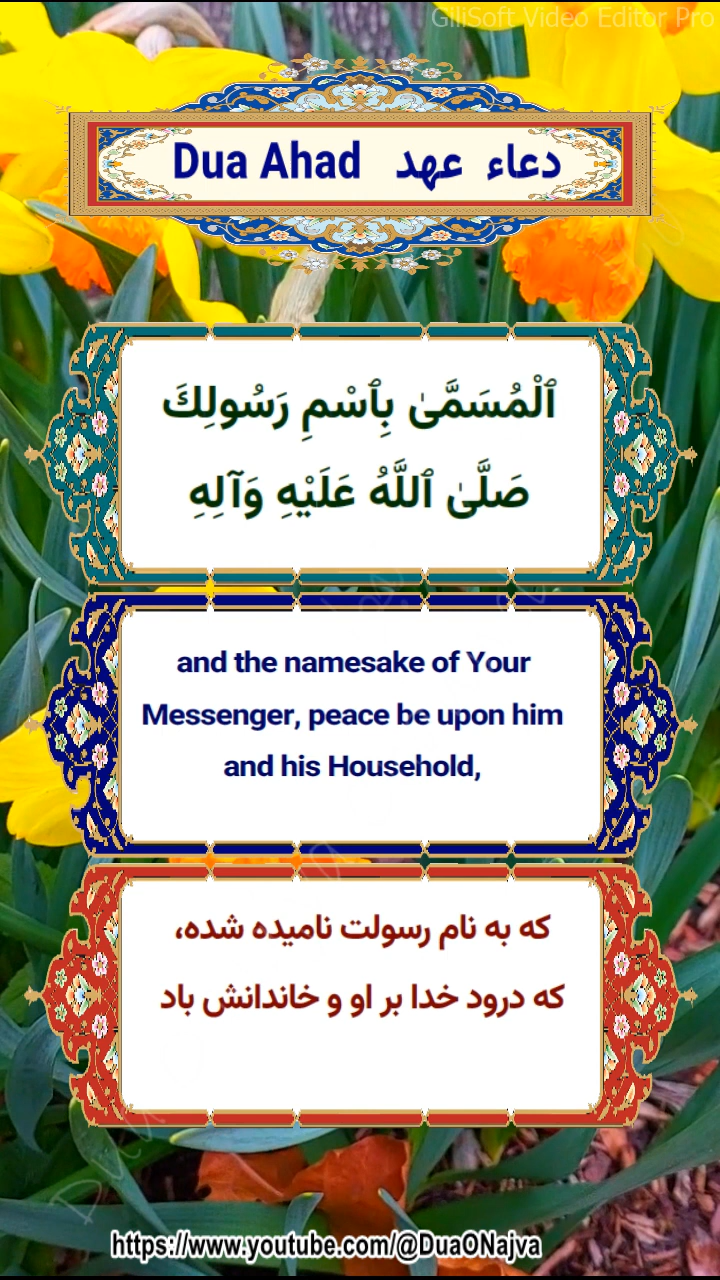 GiliSoft Video Editor Pro
Dua Ahad دعاء عهد
ٱلْمُسَمَّىٰ بِٱسْمِ رَسُولِكَ
صَلَّىٰ ٱللَّهُ عَلَيْهِ وَآلِهِ
and the namesake of Your
Messenger, peace be upon him
and his Household,
که به نام رسولت نامیده شده،
که درود خدا بر او و خاندانش باد
https://www.youtube.com/@DuaONajva